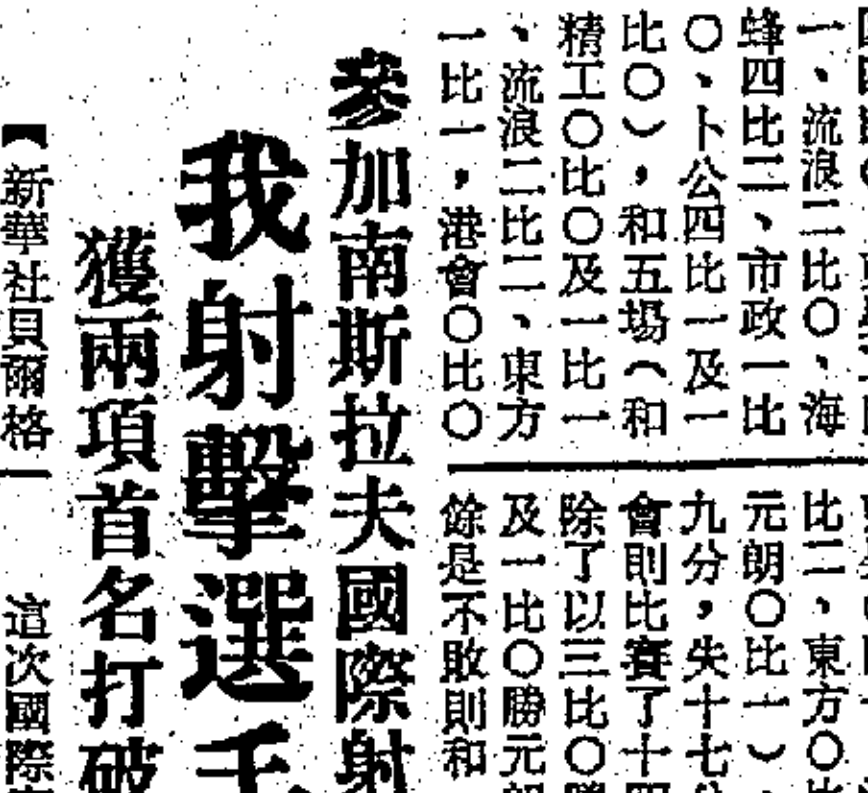 一、流浪二比〇、海
蜂四比二、市政一比
〇、卜公四比一及一
比〇），和五場（和
精工〇比〇及一比一
、流浪二比二、東方
一比一，港會〇比〇
比二、東方〇比
元朗〇比一）、
九分，失十七分
會則比賽了十四
除了以三比〇勝
及一比〇勝元朗
餘是不敗則和
參加南斯拉夫國際射
我射擊選手
獲兩項首名打破
【新華社貝爾格
這次國際